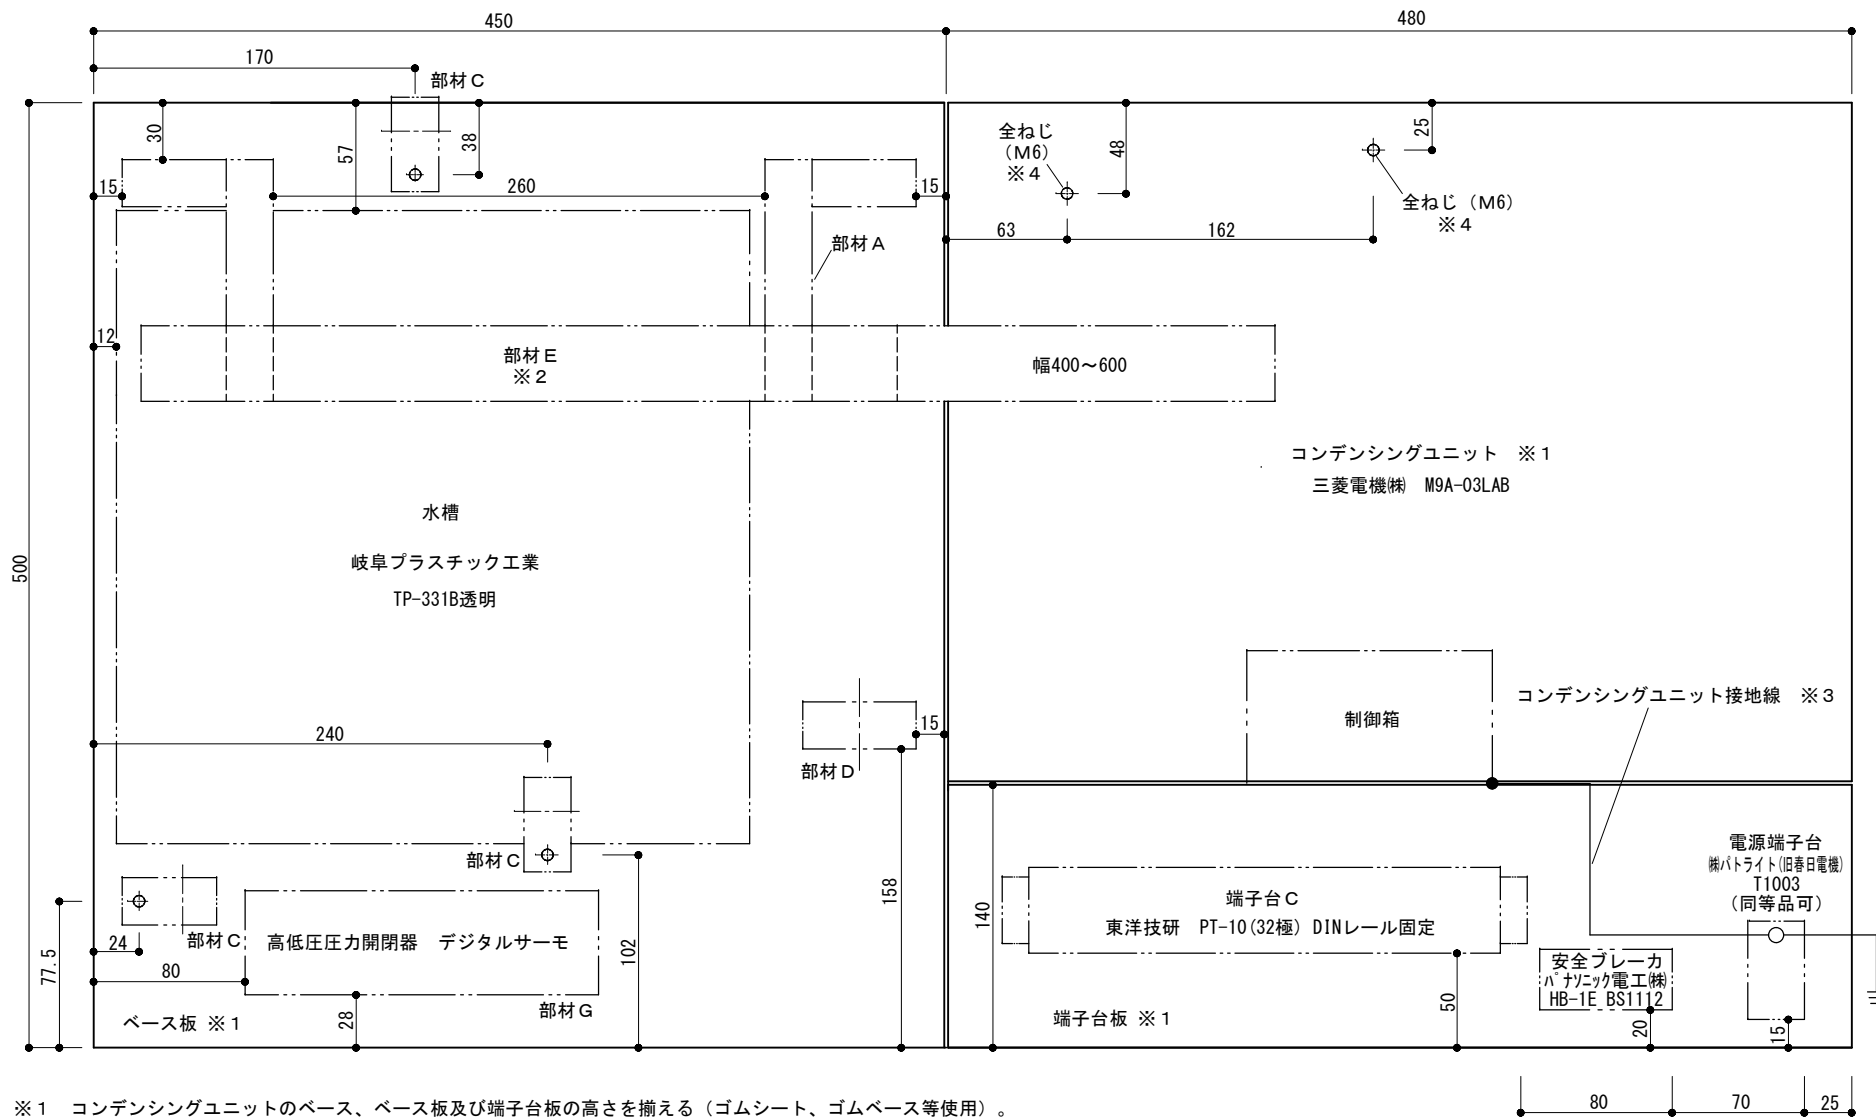 450
480
170
部材C
30
57
38
全ねじ
(M6)
※4
48
25
15
260
15
全ねじ(M6)
※4
63
162
部材A
12
部材E
※2
幅400~600
コンデンシングユニット ※1
三菱電機㈱ M9A-03LAB
水槽
岐阜プラスチック工業
TP-331B透明
500
コンデンシングユニット接地線 ※3
制御箱
15
240
部材D
電源端子台
㈱パトライト(旧春日電機)
T1003
(同等品可)
部材C
158
140
端子台C
東洋技研 PT-10(32極) DINレール固定
部材C
高低圧圧力開閉器 デジタルサーモ
24
102
77.5
80
安全ブレーカ
パナソニック電工㈱
HB-1E BS1112
部材G
50
28
ベース板 ※1
端子台板 ※1
20
15
80
70
25
※1 コンデンシングユニットのベース、ベース板及び端子台板の高さを揃える(ゴムシート、ゴムベース等使用)。